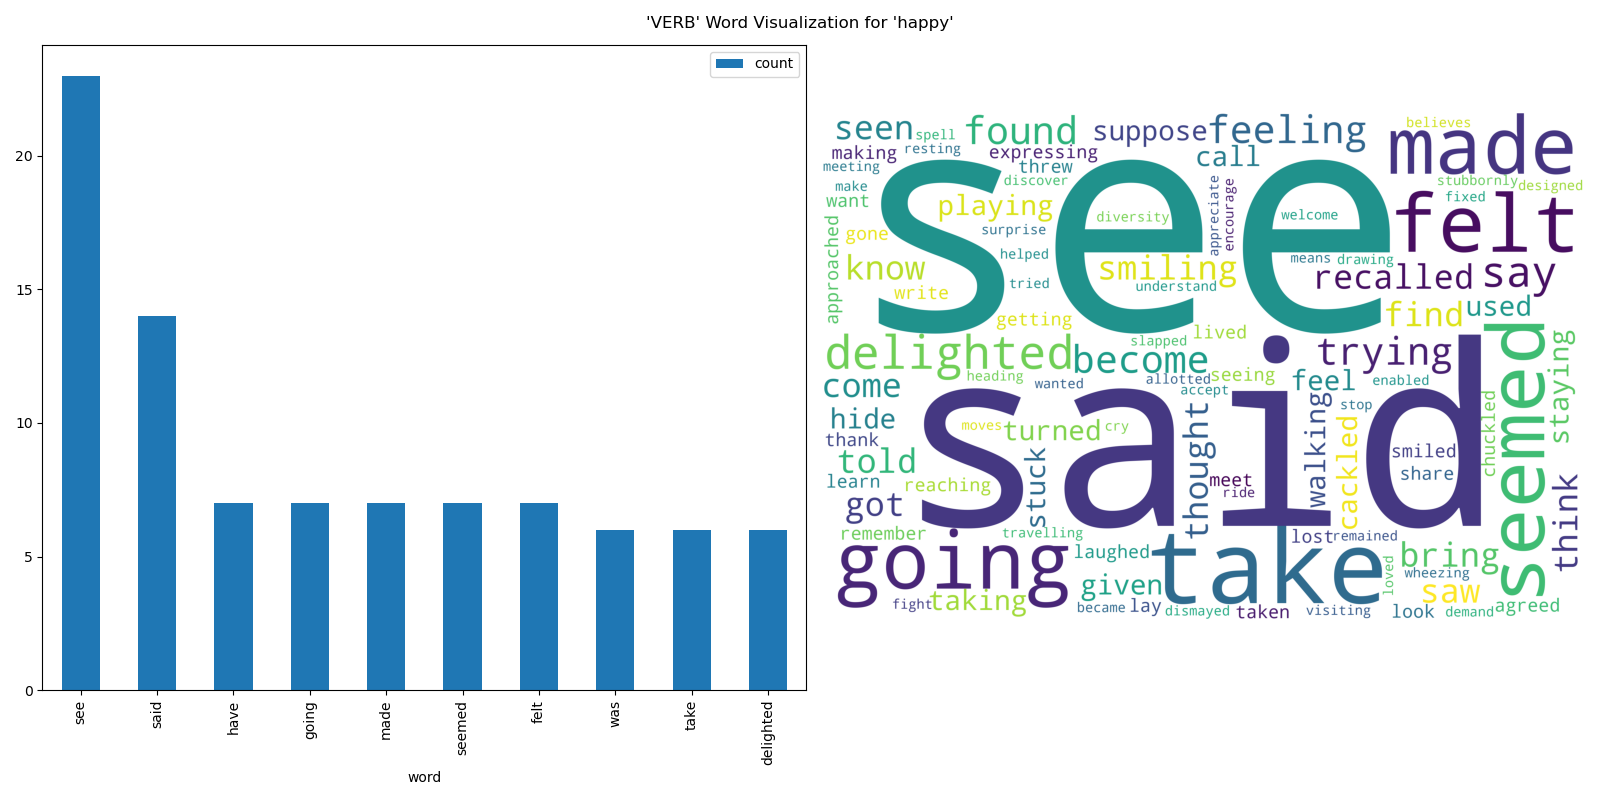 'VERB' Word Visualization for 'happy'
count
20
15
10
5
0
see
said
have
going
made
seemed
felt
was
take
delighted
word
seen
spell
found
suppose
feeling
believes
made
making
resting
expressing
call
meeting
threw
make
discover
appreciate
encourage
stubbornly
designed
want
playing
see
diversity
welcome
fixed
felt
approached
gone
surprise
know
helped
smiling
means
drawing
recalled
say
write
tried
understand
getting
lived
find
used
delighted
slapped
become
trying
seemed
staying
come
heading
wanted
allotted
seeing
accept
feel
enabled
hide
moves
turned
cry
thought
walking
stop
chuckled
thank
said
told
stuck
cackled
smiled
share
learn
reaching
meet
ride
got
think
remember
travelling
lost
remained
going
laughed
take
bring
loved
wheezing
given
saw
fight
taking
became
lay
dismayed
taken
visiting
look
demand
agreed